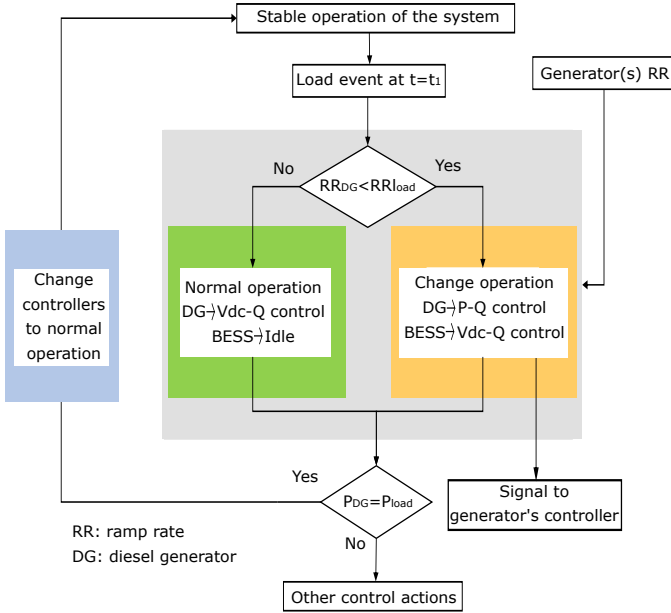 Stable operation of the system
Load event at t=t₁
Generator(s) RR
No
Yes
RRDG<RRload
Change
controllers
to normal
operation
Normal operation
DG→Vdc-Q control
BESS→Idle
Change operation
DG→P-Q control
BESS→Vdc-Q control
Yes
PDG=Pload
Signal to
generator's controller
RR: ramp rate
DG: diesel generator
No
Other control actions